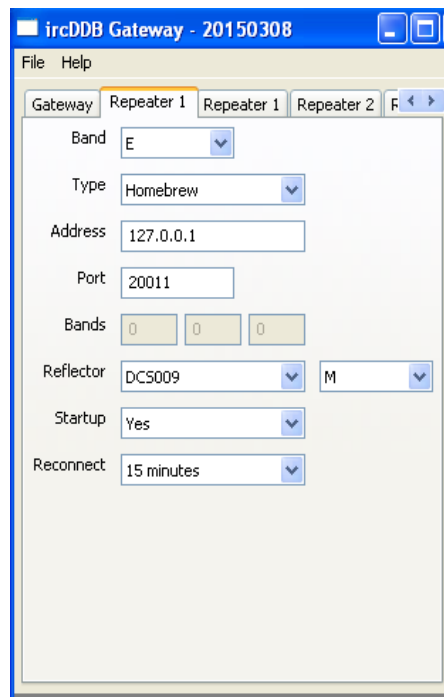 ircDDB Gateway - 20150308
File Help
Gateway Repeater 1 Repeater 1 Repeater 2
Band E
Type Homebrew
Address 127.0.0.1
Port 20011
Bands 0 0 0
Reflector DCS009 M
Startup Yes
Reconnect 15 minutes